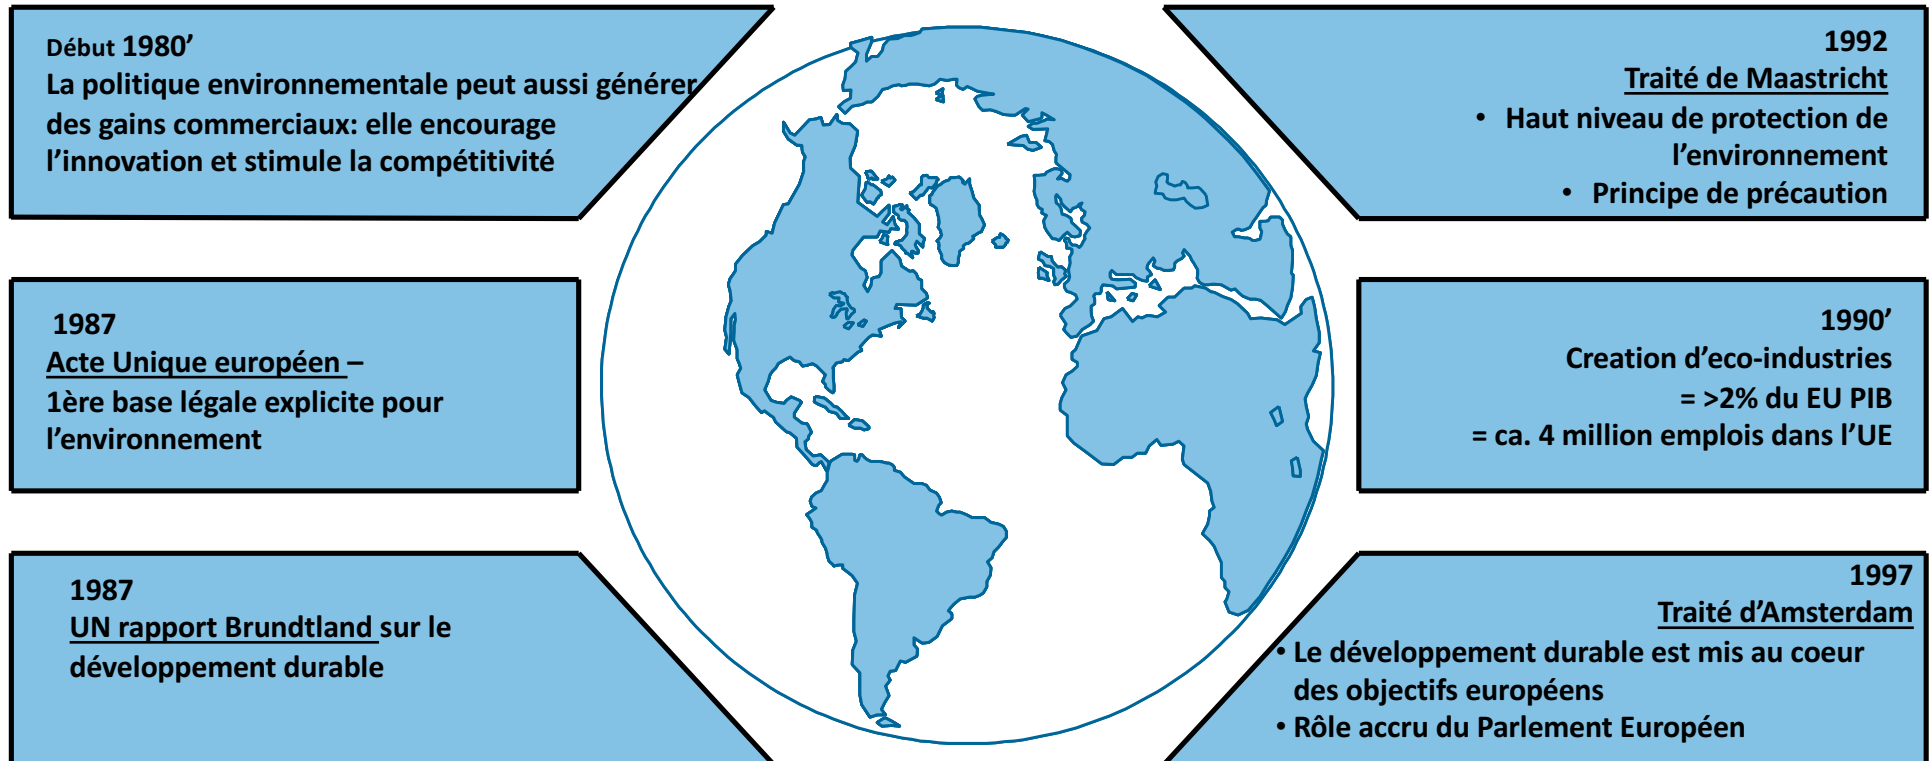 Début 1980’
La politique environnementale peut aussi générer
des gains commerciaux: elle encourage
l’innovation et stimule la compétitivité
1987
Acte Unique européen –
1ère base légale explicite pour
l’environnement
1987
UN rapport Brundtland sur le
développement durable
1992
Traité de Maastricht
• Haut niveau de protection de
l’environnement
• Principe de précaution
1990’
Creation d’eco-industries
= >2% du EU PIB
= ca. 4 million emplois dans l’UE
1997
Traité d’Amsterdam
• Le développement durable est mis au coeur
des objectifs européens
• Rôle accru du Parlement Européen